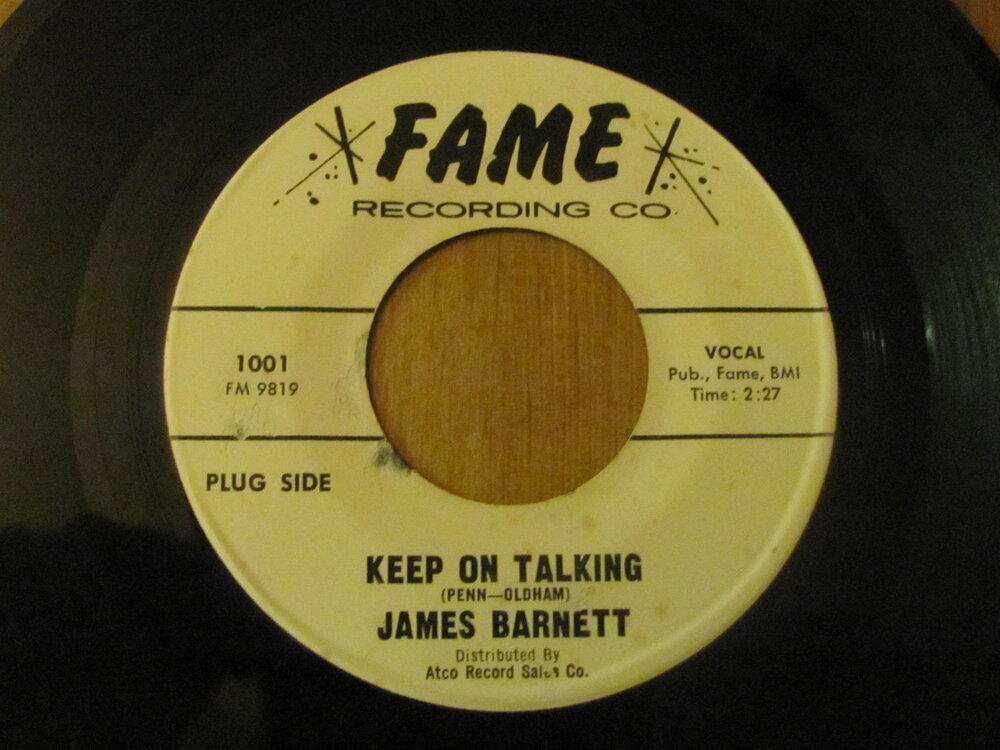 FAME
RECORDING CO.
1001
FM 9819
VOCAL
Pub., Fame, BMI
Time: 2:27
PLUG SIDE
KEEP ON TALKING
(PENN—OLDHAM)
JAMES BARNETT
Distributed By
Atco Record Sales Co.